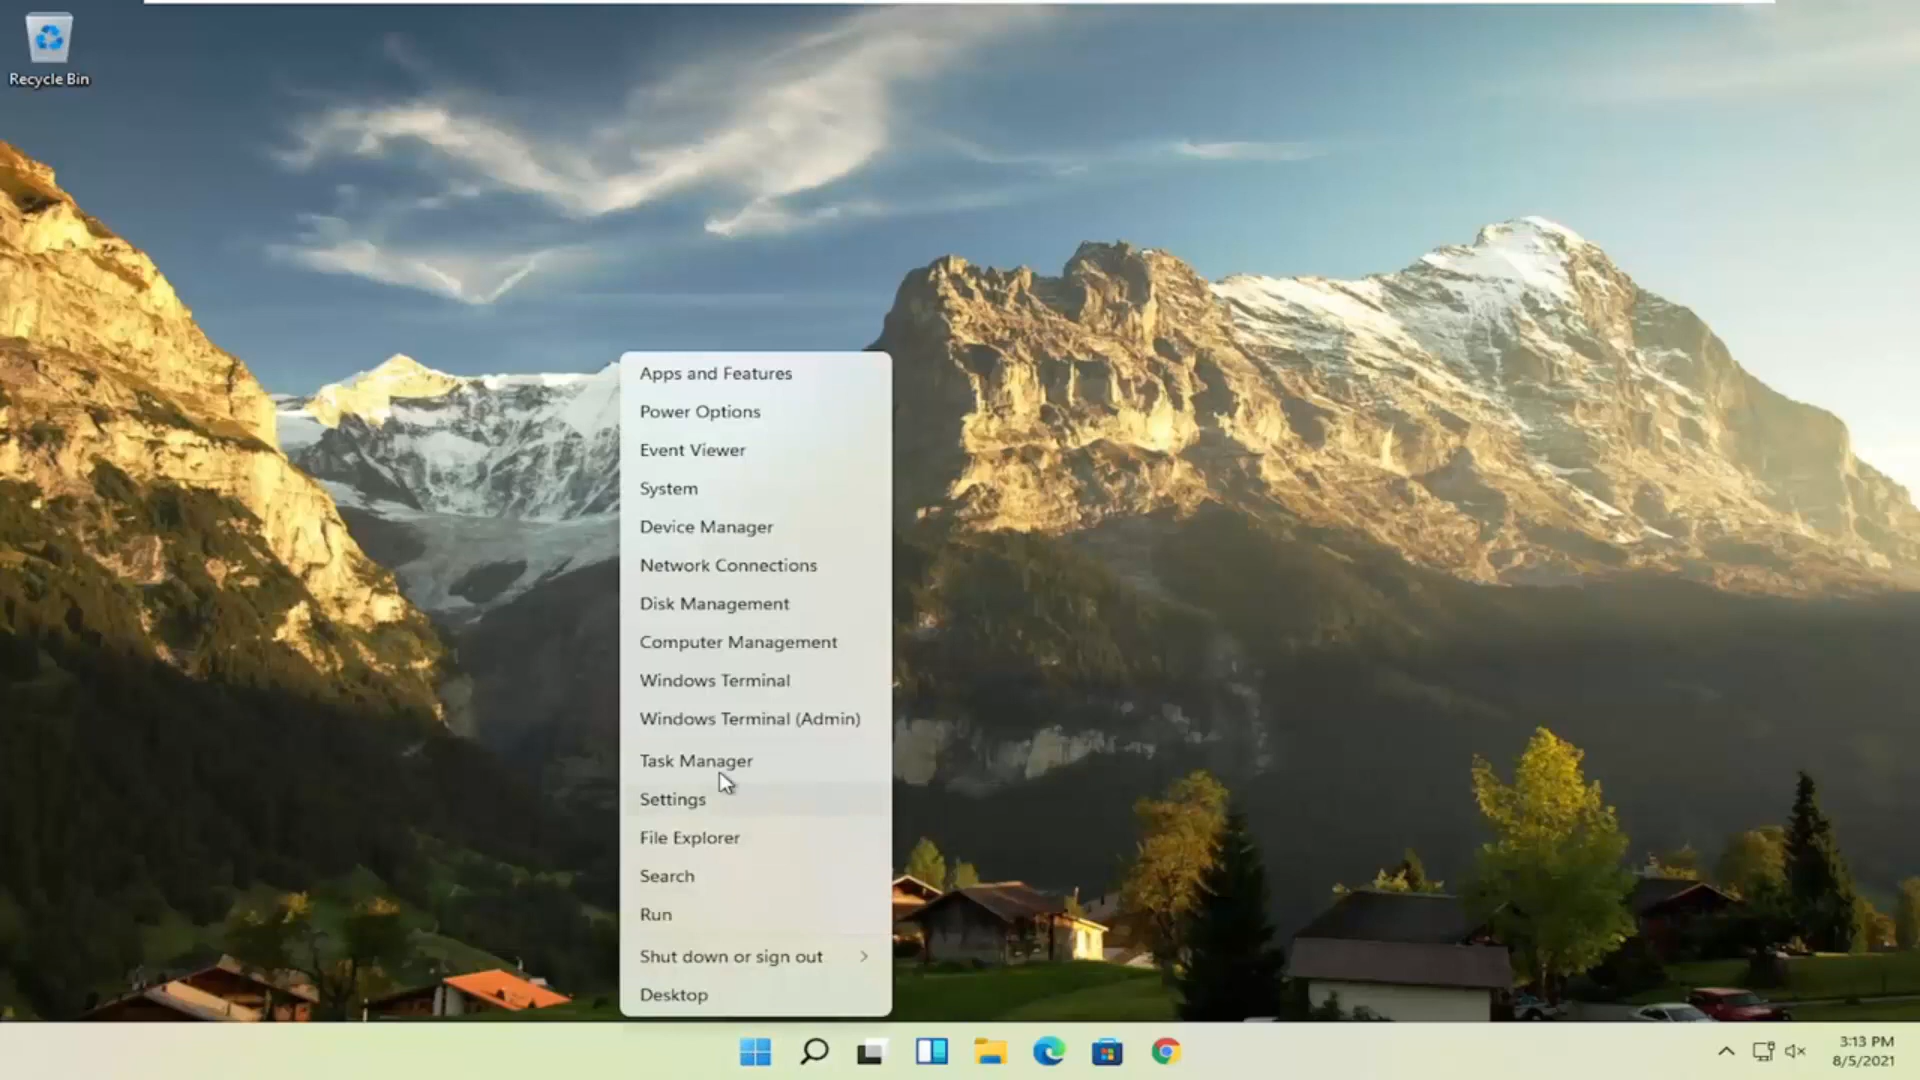 Recycle Bin
Apps and Features
Power Options
Event Viewer
System
Device Manager
Network Connections
Disk Management
Computer Management
Windows Terminal
Windows Terminal (Admin)
Task Manager
Settings
File Explorer
Search
Run
Shut down or sign out
Desktop
3:13 PM
8/5/2021